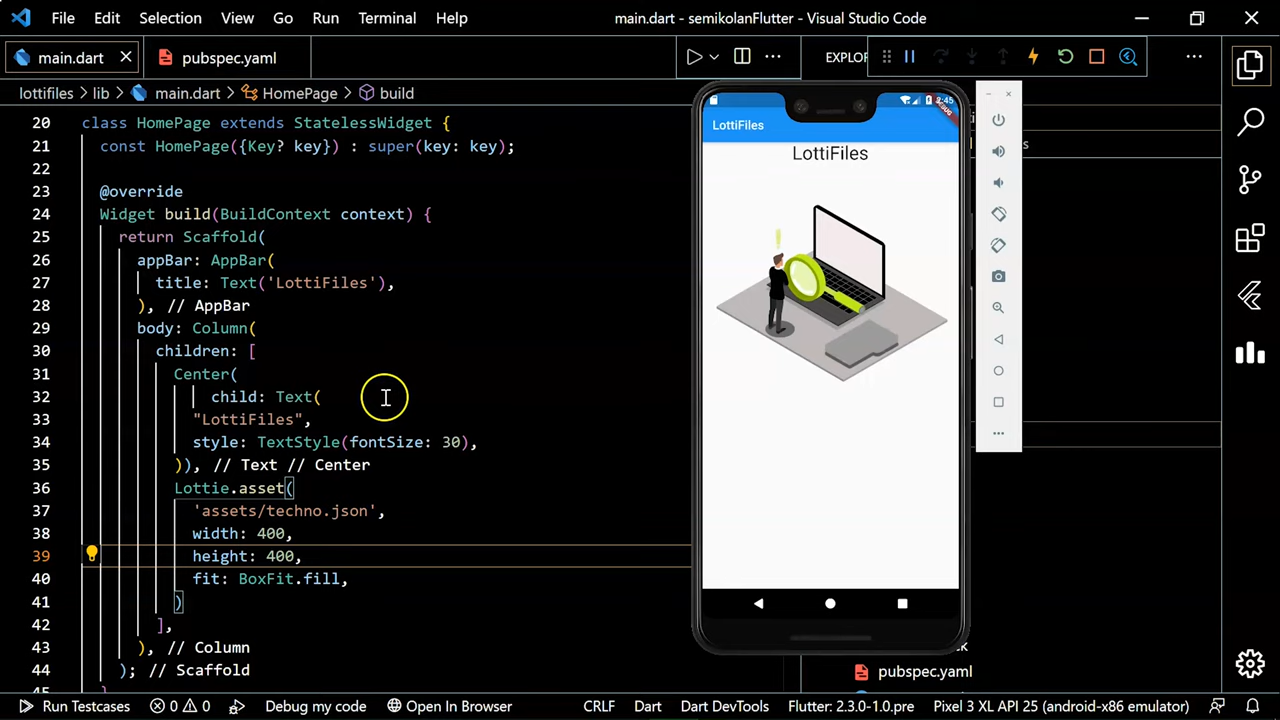 File Edit Selection View Go Run Terminal Help
main.dart - semikolanFlutter - Visual Studio Code
main.dart
pubspec.yaml
EXPLOR
lottifiles > lib > main.dart > HomePage > build
20 class HomePage extends StatelessWidget {
21 const HomePage({Key? key}) : super(key: key);
22
23 @override
24 Widget build(BuildContext context) {
25 return Scaffold(
26 appBar: AppBar(
27 title: Text('LottiFiles'),
28 ), // AppBar
29 body: Column(
30 children: [
31 Center(
32 child: Text(
33 "LottiFiles",
34 style: TextStyle(fontSize: 30),
35 )), // Text // Center
36 Lottie.asset(
37 'assets/techno.json',
38 width: 400,
39 height: 400,
40 fit: BoxFit.fill,
41 )
42 ],
43 ), // Column
44 ); // Scaffold
45 }
LottiFiles
LottiFiles
pubspec.yaml
Run Testcases 0 0 Debug my code Open In Browser CRLF Dart Dart DevTools Flutter: 2.3.0-1.0.pre Pixel 3 XL API 25 (android-x86 emulator)